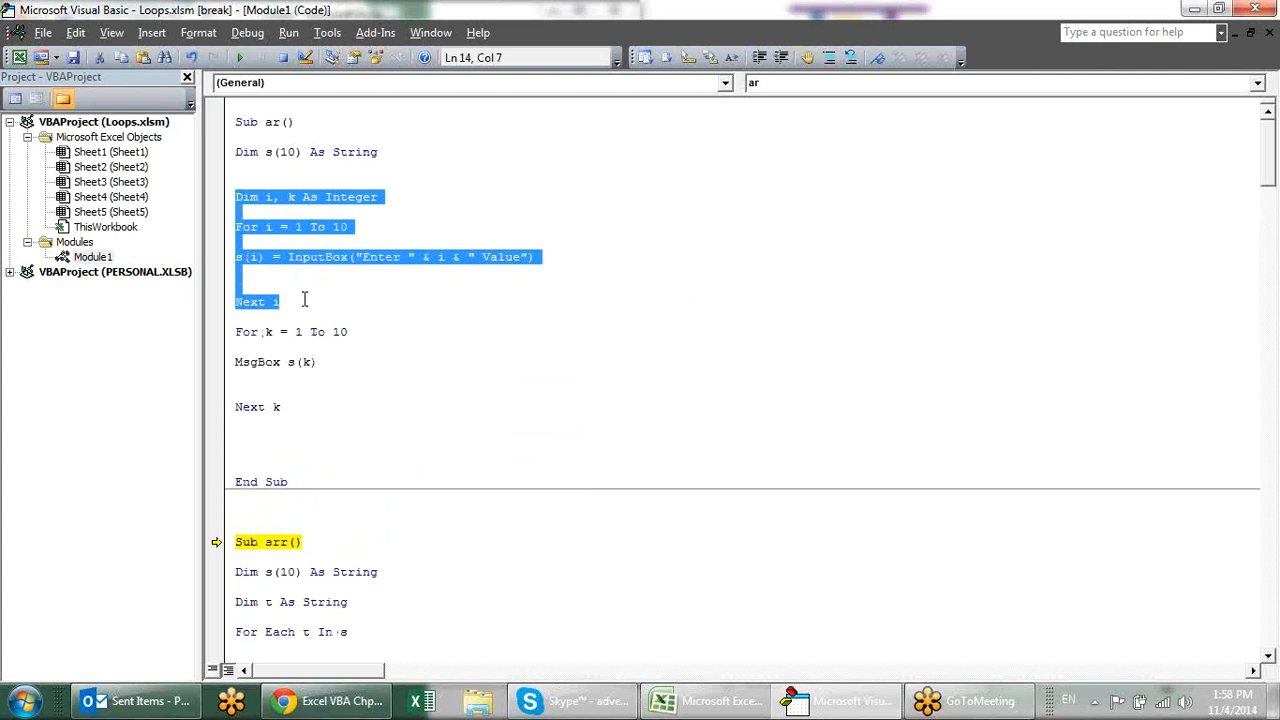 Microsoft Visual Basic - Loops.xlsm [break] - [Module1 (Code)]
File Edit View Insert Format Debug Run Tools Add-Ins Window Help
Type a question for help
Ln 14, Col 7
Project - VBAProject
(General)
ar
VBAProject (Loops.xlsm)
Microsoft Excel Objects
Sheet1 (Sheet1)
Sheet2 (Sheet2)
Sheet3 (Sheet3)
Sheet4 (Sheet4)
Sheet5 (Sheet5)
ThisWorkbook
Modules
Module1
VBAProject (PERSONAL.XLSB)
Sub ar()
Dim s(10) As String
Dim i, k As Integer
For i = 1 To 10
s(i) = InputBox("Enter " & i & " Value")
Next i
For k = 1 To 10
MsgBox s(k)
Next k
End Sub
Sub arr()
Dim s(10) As String
Dim t As String
For Each t In s
Sent Items - P...
Excel VBA Chp...
Skype™ - adve...
Microsoft Exce...
Microsoft Visu...
GoToMeeting
EN
1:58 PM
11/4/2014